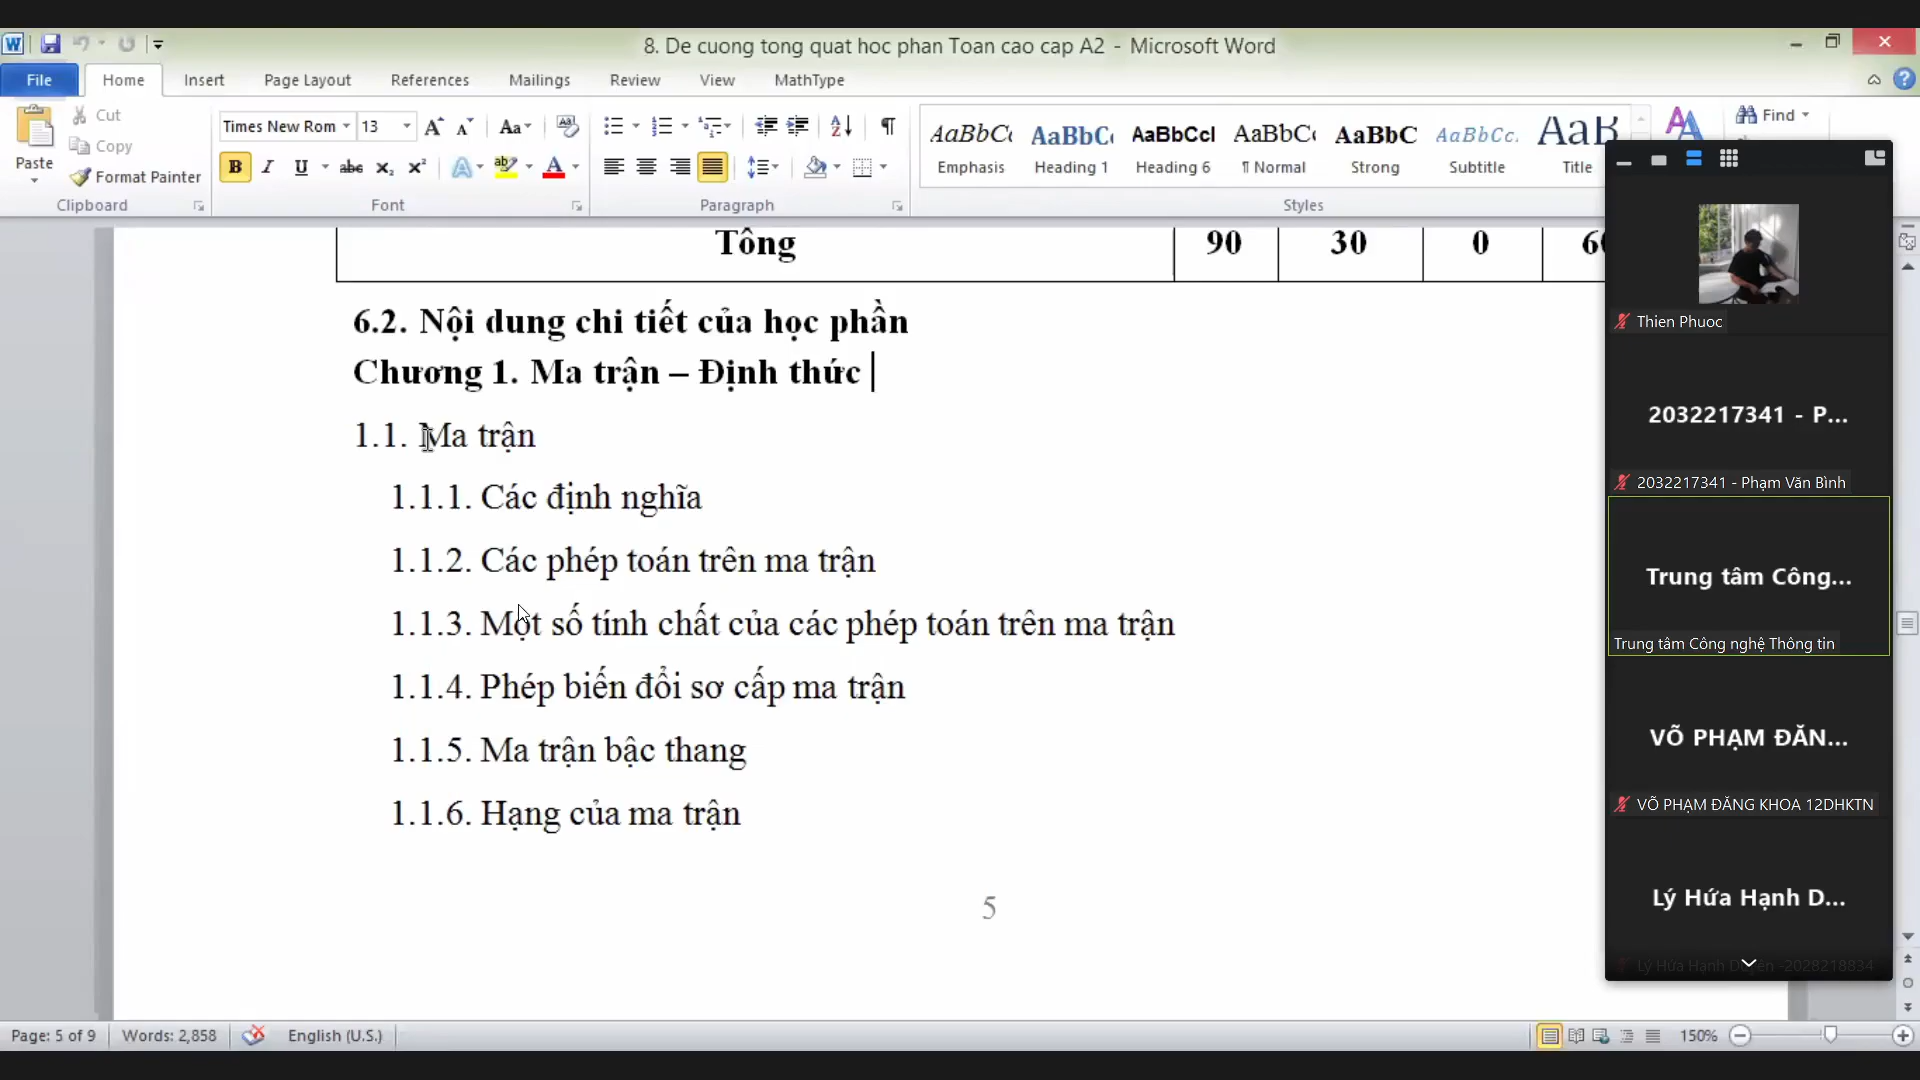 8. De cuong tong quat hoc phan Toan cao cap A2 - Microsoft Word
File Home Insert Page Layout References Mailings Review View MathType
Paste
Cut
Copy
Format Painter
Clipboard
Times New Rom 13
Font
Paragraph
AaBbC AaBbC AaBbCcI AaBbC AaBbC AaBbCc. AaB
Emphasis Heading 1 Heading 6 ¶ Normal Strong Subtitle Title
Styles
Find
Tông 90 30 0
6.2. Nội dung chi tiết của học phần
Chương 1. Ma trận – Định thức
1.1. Ma trận
1.1.1. Các định nghĩa
1.1.2. Các phép toán trên ma trận
1.1.3. Một số tính chất của các phép toán trên ma trận
1.1.4. Phép biến đổi sơ cấp ma trận
1.1.5. Ma trận bậc thang
1.1.6. Hạng của ma trận
5
Thien Phuoc
2032217341 - P...
2032217341 - Phạm Văn Bình
Trung tâm Công...
Trung tâm Công nghệ Thông tin
VÕ PHẠM ĐĂN...
VÕ PHẠM ĐĂNG KHOA 12DHKTN
Lý Hứa Hạnh D...
Page: 5 of 9 Words: 2,858 English (U.S.) 150%